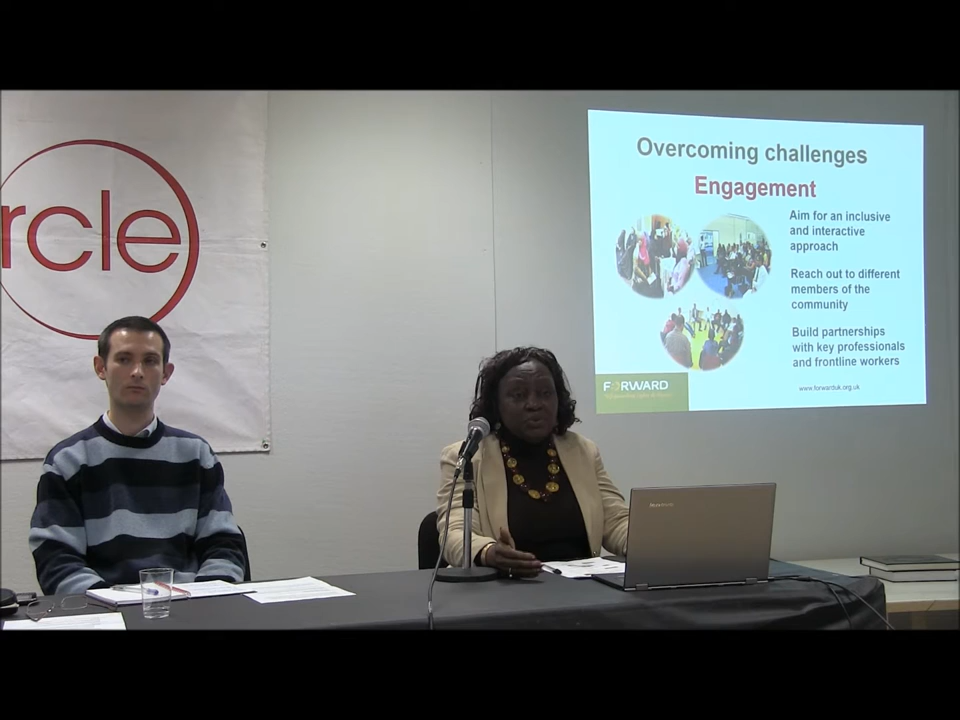 rcle
Overcoming challenges
Engagement
Aim for an inclusive
and interactive
approach
Reach out to different
members of the
community
Build partnerships
with key professionals
and frontline workers
FORWARD
www.forwarduk.org.uk